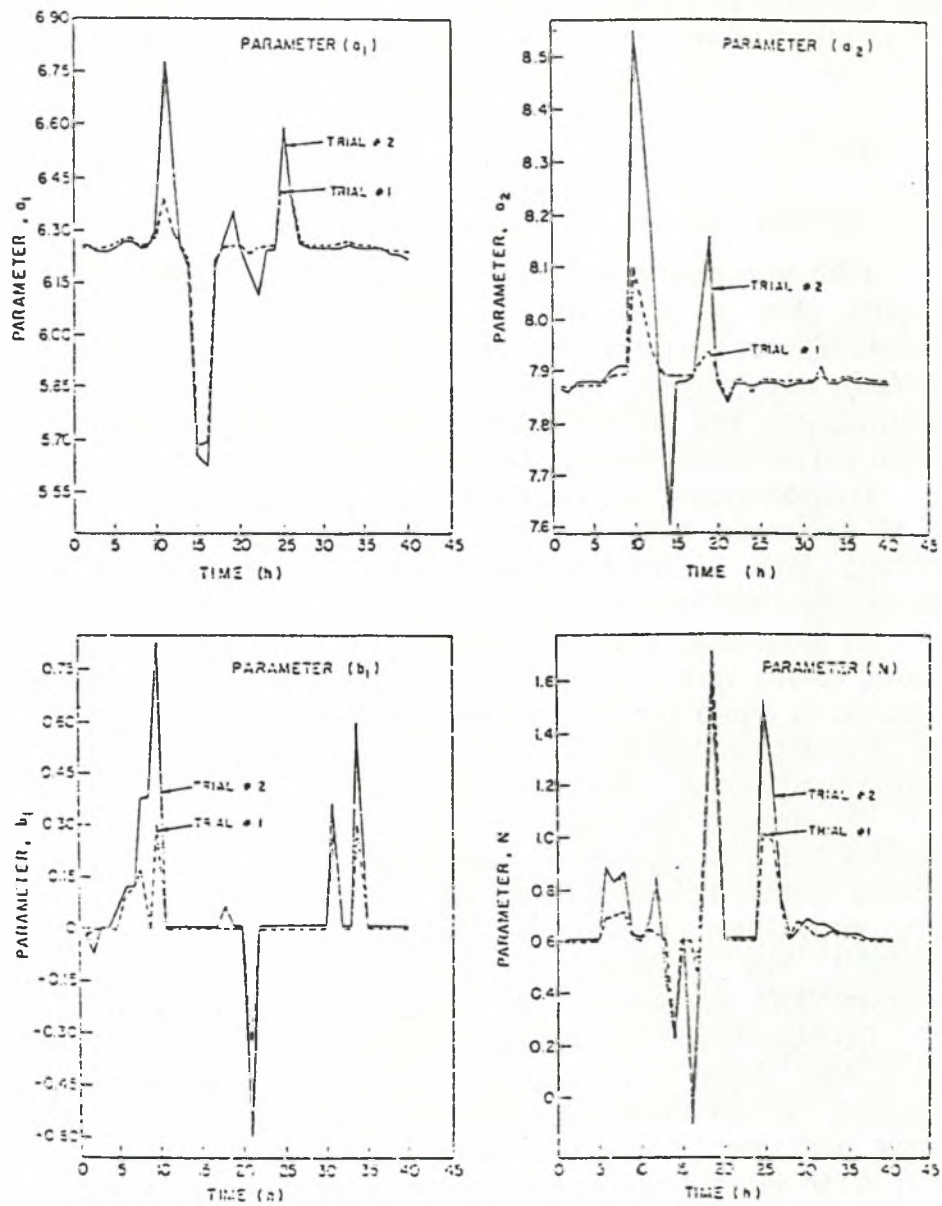 PARAMETER (a1)
6.90
6.75
6.60
6.45
6.30
6.15
6.00
5.85
5.70
5.55
PARAMETER, a1
TRIAL #2
TRIAL #1
0 5 10 15 20 25 30 35 40 45
TIME (h)
PARAMETER (a2)
8.5
8.4
8.3
8.2
8.1
8.0
7.9
7.8
7.7
7.6
PARAMETER, a2
TRIAL #2
TRIAL #1
0 5 10 15 20 25 30 35 40 45
TIME (h)
PARAMETER (b1)
0.75
0.60
0.45
0.30
0.15
0
-0.15
-0.30
-0.45
-0.60
PARAMETER, b1
TRIAL #2
TRIAL #1
0 5 10 15 20 25 30 35 40 45
TIME (h)
PARAMETER (N)
1.6
1.4
1.2
1.0
0.8
0.6
0.4
0.2
0
PARAMETER, N
TRIAL #2
TRIAL #1
0 5 10 15 20 25 30 35 40 45
TIME (h)